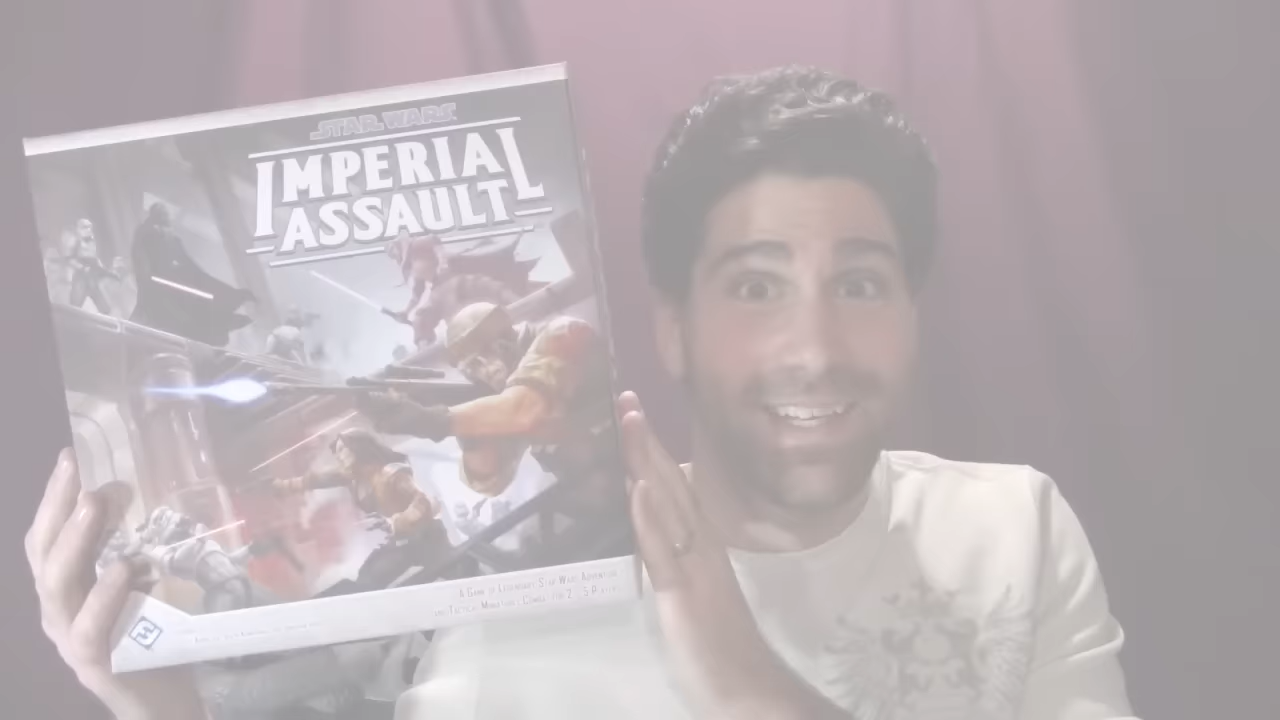 STAR WARS
IMPERIAL
ASSAULT
A Game of Legendary Star Wars Adventure
and Tactical Miniatures Combat for 2 - 5 Players